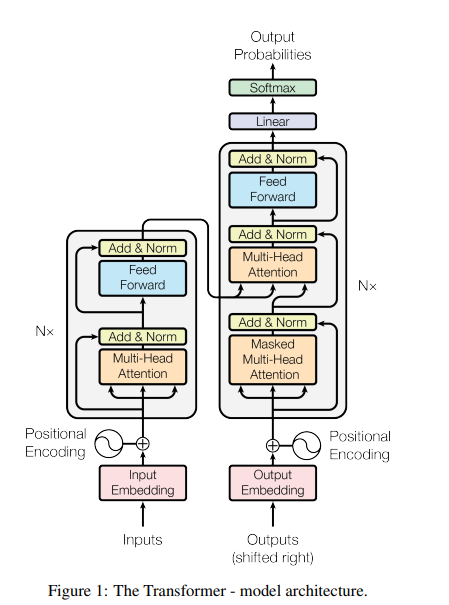 Output
Probabilities
Softmax
Linear
Add & Norm
Feed
Forward
Add & Norm
Multi-Head
Attention
Add & Norm
Masked
Multi-Head
Attention
Nx
Add & Norm
Feed
Forward
Add & Norm
Multi-Head
Attention
Nx
Positional
Encoding
Positional
Encoding
Input
Embedding
Output
Embedding
Inputs
Outputs
(shifted right)
Figure 1: The Transformer - model architecture.